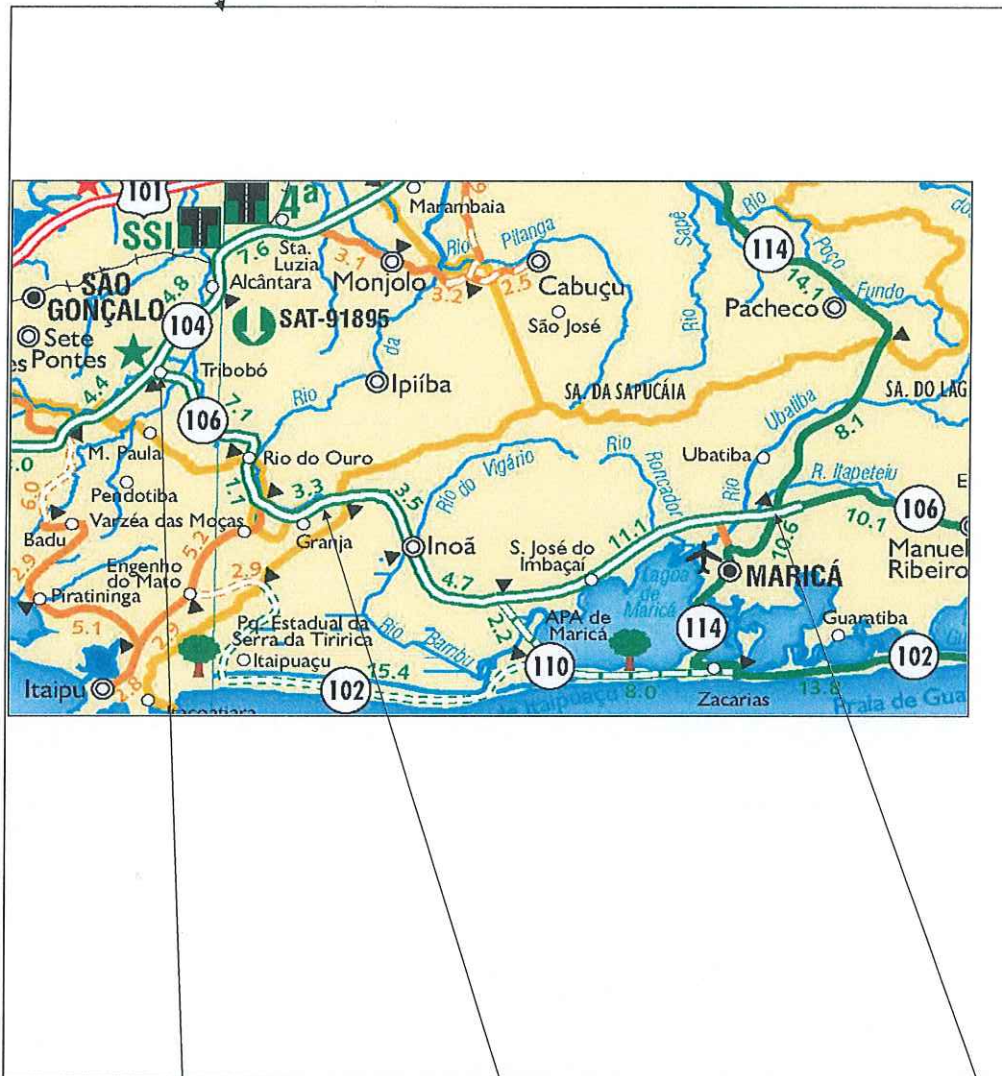 101
4ª
SSI
Marambaia
7.6
Sta.
Luzia
3.1
Monjolo
Rio
Pilanga
3.2
2.5
Cabuçu
São José
Rio
Sapê
Rio
114
Poço
14.1
Fundo
Pacheco
SÃO
GONÇALO
4.8
Alcântara
104
SAT-91895
Sete
Pontes
Tribobó
4.4
106
7.1
Rio
da
Ipiíba
SA. DA SAPUCÁIA
SA. DO LAG
Ubatiba
8.1
M. Paula
Rio do Ouro
Rio do Vigário
Rio
Roncador
Ubatiba
Rio
R. Itapeteiu
6.0
Pendotiba
1.1
3.3
3.5
Varzéa das Moças
Granja
Badu
5.2
Inoã
11.1
10.6
10.1
106
Manuel
Ribeiro
2.9
Engenho
do Mato
2.9
S. José do
Imbaçaí
Lagoa
de
Maricá
MARICÁ
4.7
Piratininga
5.1
2.9
Pq. Estadual da
Serra da Tiririca
Rio
Bambu
2.2
APA de
Maricá
114
Guaratiba
Itaipuaçu
15.4
110
102
Itaipu
2.8
102
8.0
Zacarias
13.8
Itacoatiara
de Itaipuaçu
Praia de Gua